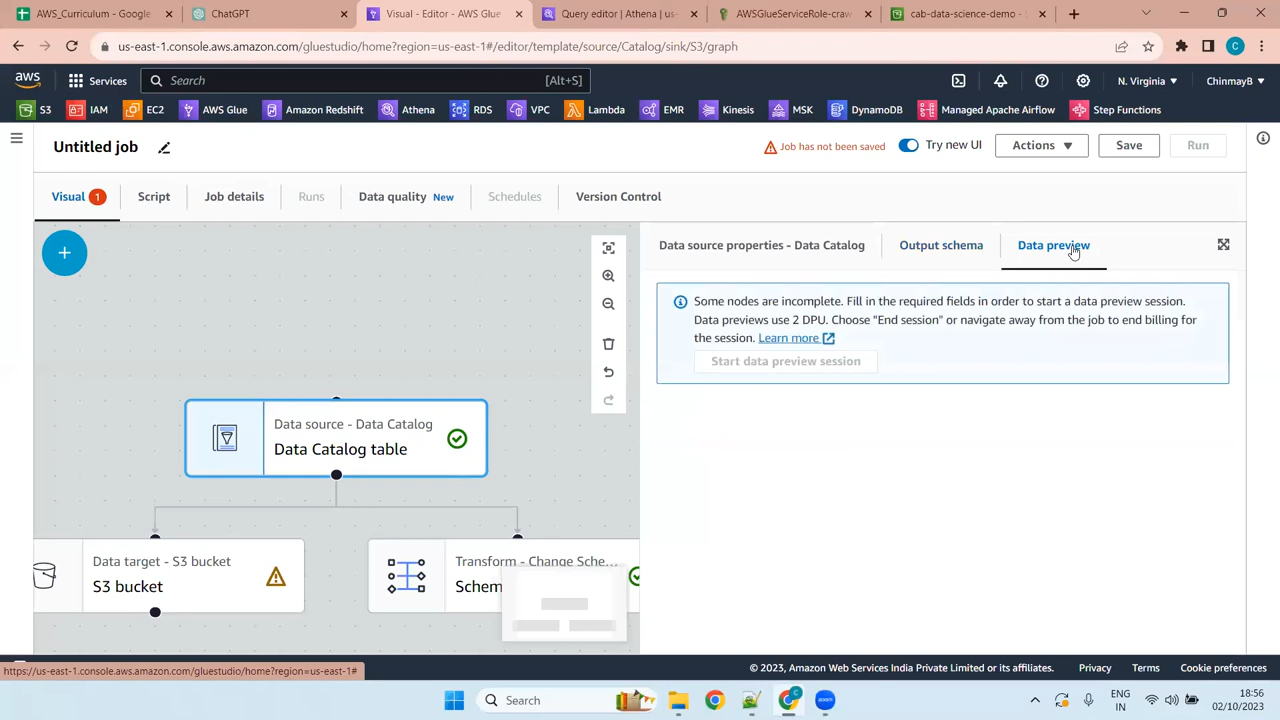 AWS_Curriculum - Google
ChatGPT
Visual - Editor - AWS Glue
Query editor | Athena | us-east
AWSGlueServiceRole-craw
cab-data-science-demo -
us-east-1.console.aws.amazon.com/gluestudio/home?region=us-east-1#/editor/template/source/Catalog/sink/S3/graph
C
aws
Services
Search
[Alt+S]
N. Virginia
ChinmayB
S3
IAM
EC2
AWS Glue
Amazon Redshift
Athena
RDS
VPC
Lambda
EMR
Kinesis
MSK
DynamoDB
Managed Apache Airflow
Step Functions
Untitled job
Job has not been saved
Try new UI
Actions
Save
Run
Visual 1
Script
Job details
Runs
Data quality New
Schedules
Version Control
Data source properties - Data Catalog
Output schema
Data preview
Some nodes are incomplete. Fill in the required fields in order to start a data preview session.
Data previews use 2 DPU. Choose "End session" or navigate away from the job to end billing for
the session. Learn more
Start data preview session
Data source - Data Catalog
Data Catalog table
Data target - S3 bucket
S3 bucket
Transform - Change Sche...
Schem
https://us-east-1.console.aws.amazon.com/gluestudio/home?region=us-east-1#
© 2023, Amazon Web Services India Private Limited or its affiliates.
Privacy
Terms
Cookie preferences
Search
ENG
IN
18:56
02/10/2023